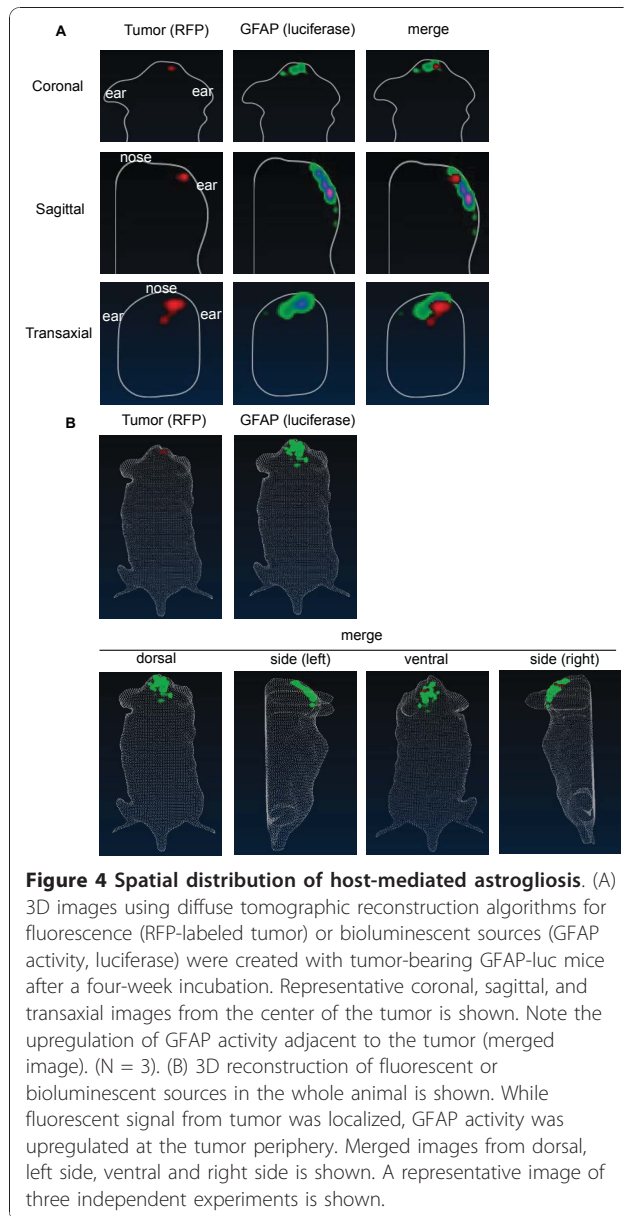 A
Tumor (RFP) GFAP (luciferase) merge
Coronal
ear ear
Sagittal
nose
ear
Transaxial
nose
ear ear
B
Tumor (RFP) GFAP (luciferase)
merge
dorsal side (left) ventral side (right)
Figure 4 Spatial distribution of host-mediated astrogliosis. (A)
3D images using diffuse tomographic reconstruction algorithms for
fluorescence (RFP-labeled tumor) or bioluminescent sources (GFAP
activity, luciferase) were created with tumor-bearing GFAP-luc mice
after a four-week incubation. Representative coronal, sagittal, and
transaxial images from the center of the tumor is shown. Note the
upregulation of GFAP activity adjacent to the tumor (merged
image). (N = 3). (B) 3D reconstruction of fluorescent or
bioluminescent sources in the whole animal is shown. While
fluorescent signal from tumor was localized, GFAP activity was
upregulated at the tumor periphery. Merged images from dorsal,
left side, ventral and right side is shown. A representative image of
three independent experiments is shown.